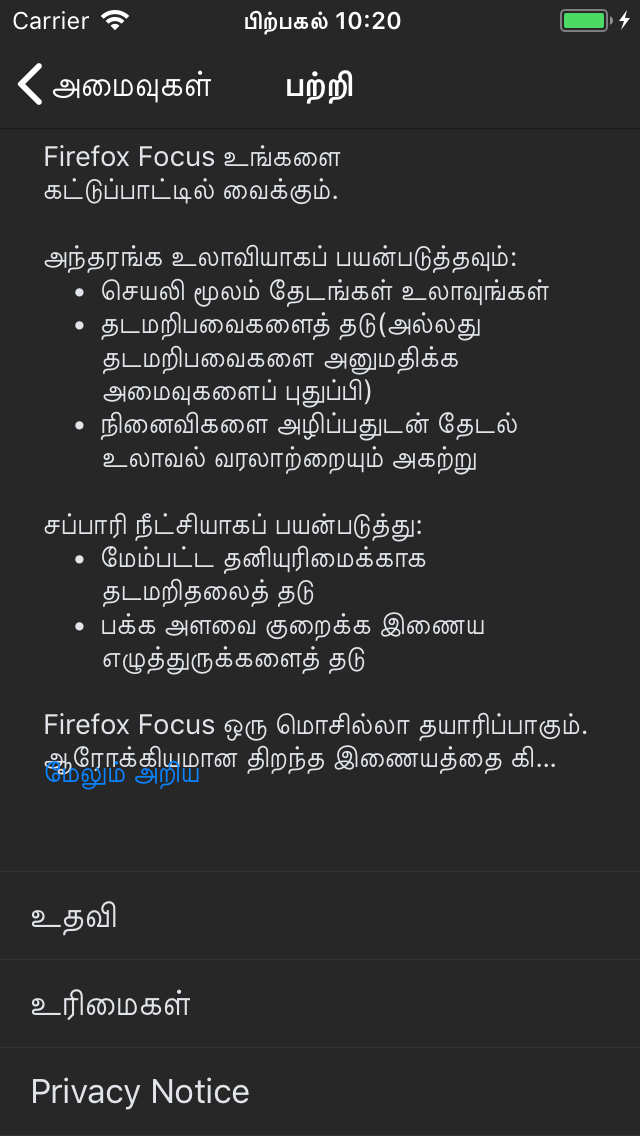 Carrier பிற்பகல் 10:20
அமைவுகள் பற்றி
Firefox Focus உங்களை
கட்டுப்பாட்டில் வைக்கும்.
அந்தரங்க உலாவியாகப் பயன்படுத்தவும்:
• செயலி மூலம் தேடங்கள் உலாவுங்கள்
• தடமறிபவைகளைத் தடு(அல்லது
தடமறிபவைகளை அனுமதிக்க
அமைவுகளைப் புதுப்பி)
• நினைவிகளை அழிப்பதுடன் தேடல்
உலாவல் வரலாற்றையும் அகற்று
சப்பாரி நீட்சியாகப் பயன்படுத்து:
• மேம்பட்ட தனியுரிமைக்காக
தடமறிதலைத் தடு
• பக்க அளவை குறைக்க இணைய
எழுத்துருக்களைத் தடு
Firefox Focus ஒரு மொசில்லா தயாரிப்பாகும்.
ஆரோக்கியமான திறந்த இணையத்தை கி...
மேலும் அறிய
உதவி
உரிமைகள்
Privacy Notice